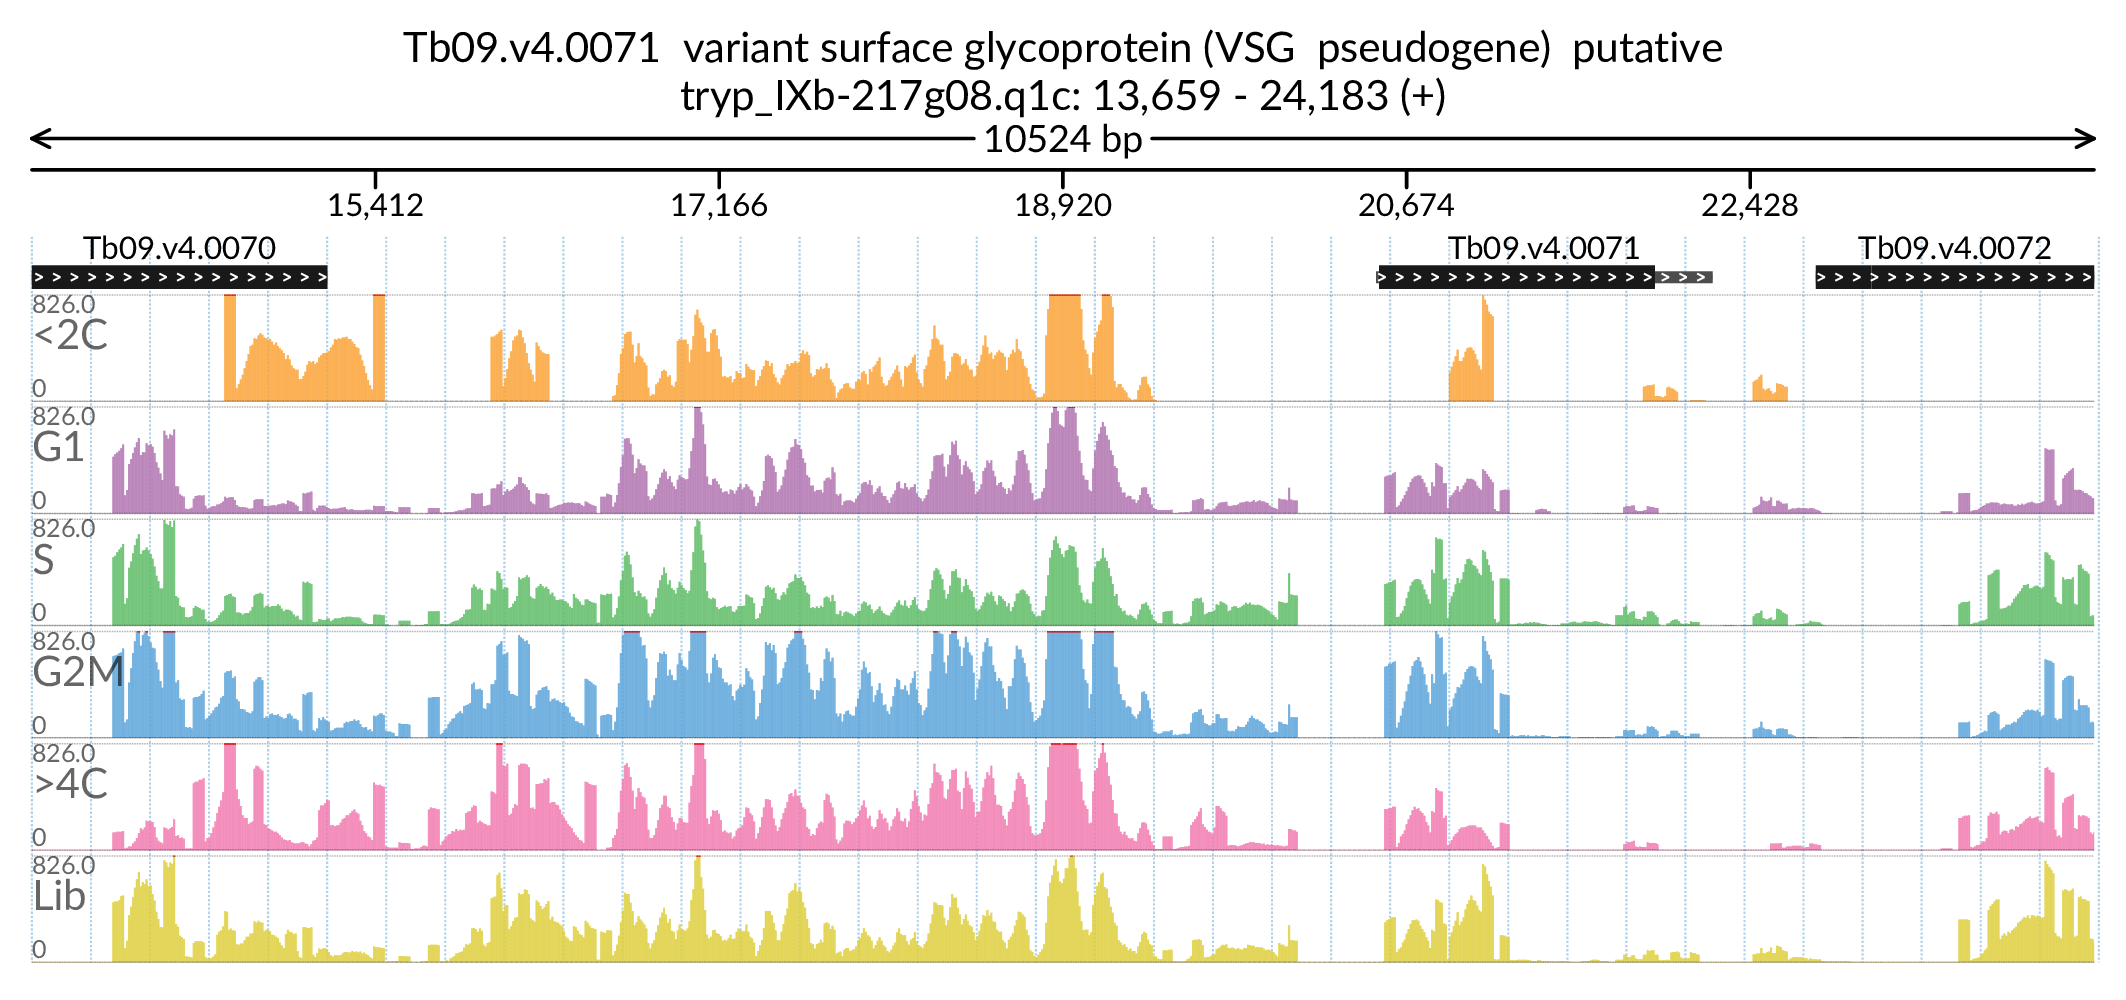 Tb09.v4.0071 variant surface glycoprotein (VSG pseudogene) putative
tryp_IXb-217g08.q1c: 13,659 - 24,183 (+)
10524 bp
15,412 17,166 18,920 20,674 22,428
Tb09.v4.0070 Tb09.v4.0071 Tb09.v4.0072
826.0
<2C
0
826.0
G1
0
826.0
S
0
826.0
G2M
0
826.0
>4C
0
826.0
Lib
0